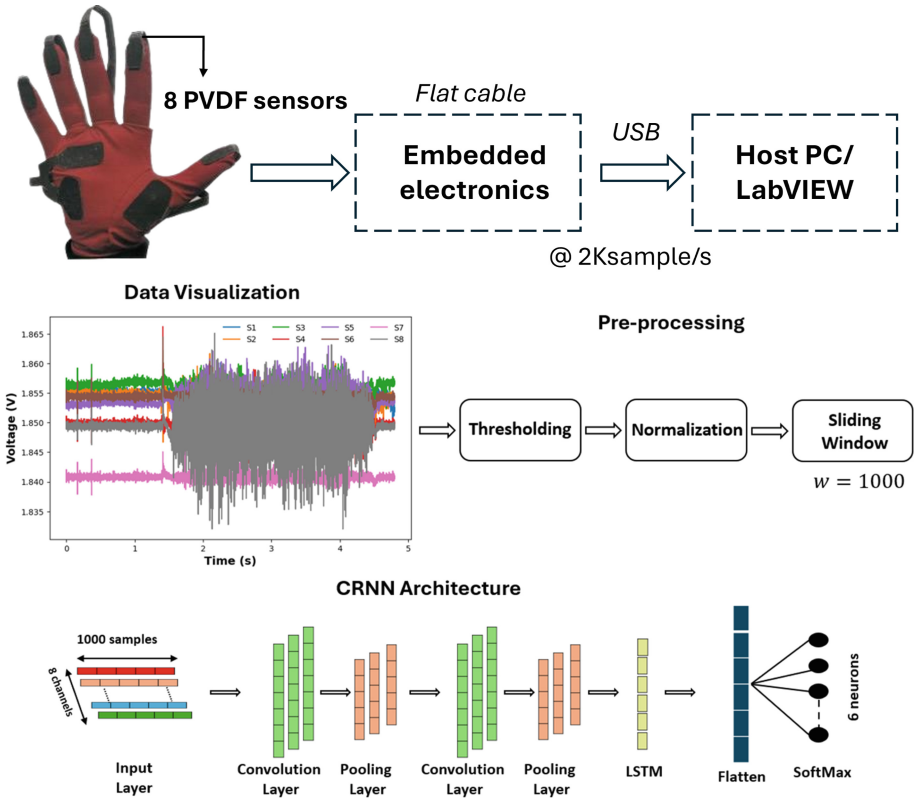 8 PVDF sensors
Flat cable
Embedded
electronics
USB
Host PC/
LabVIEW
@ 2Ksample/s
Data Visualization
S1 S3 S5 S7
S2 S4 S6 S8
1.865
1.860
1.855
1.850
1.845
1.840
1.835
Voltage (V)
0 1 2 3 4 5
Time (s)
Pre-processing
Thresholding
Normalization
Sliding
Window
w = 1000
CRNN Architecture
1000 samples
8 channels
Input
Layer
Convolution
Layer
Pooling
Layer
Convolution
Layer
Pooling
Layer
LSTM
Flatten
SoftMax
6 neurons